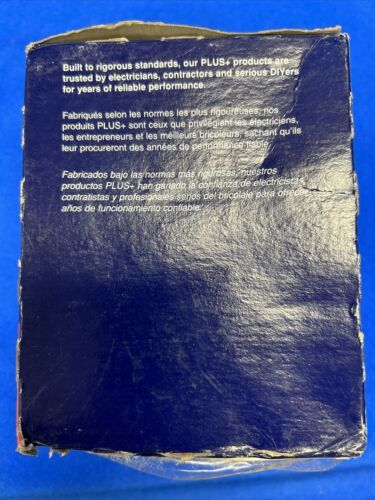 Built to rigorous standards, our PLUS+ products are
trusted by electricians, contractors and serious DIYers
for years of reliable performance.
Fabriqués selon les normes les plus rigoureuses, nos
produits PLUS+ sont ceux que privilégient les électriciens,
les entrepreneurs et les meilleurs bricoleurs, sachant qu'ils
leur procureront des années de performance fiable.
Fabricados bajo las normas más rigurosas, nuestros
productos PLUS+ han ganado la confianza de electricistas,
contratistas y profesionales serios del bricolaje para ofrecer
años de funcionamiento confiable.